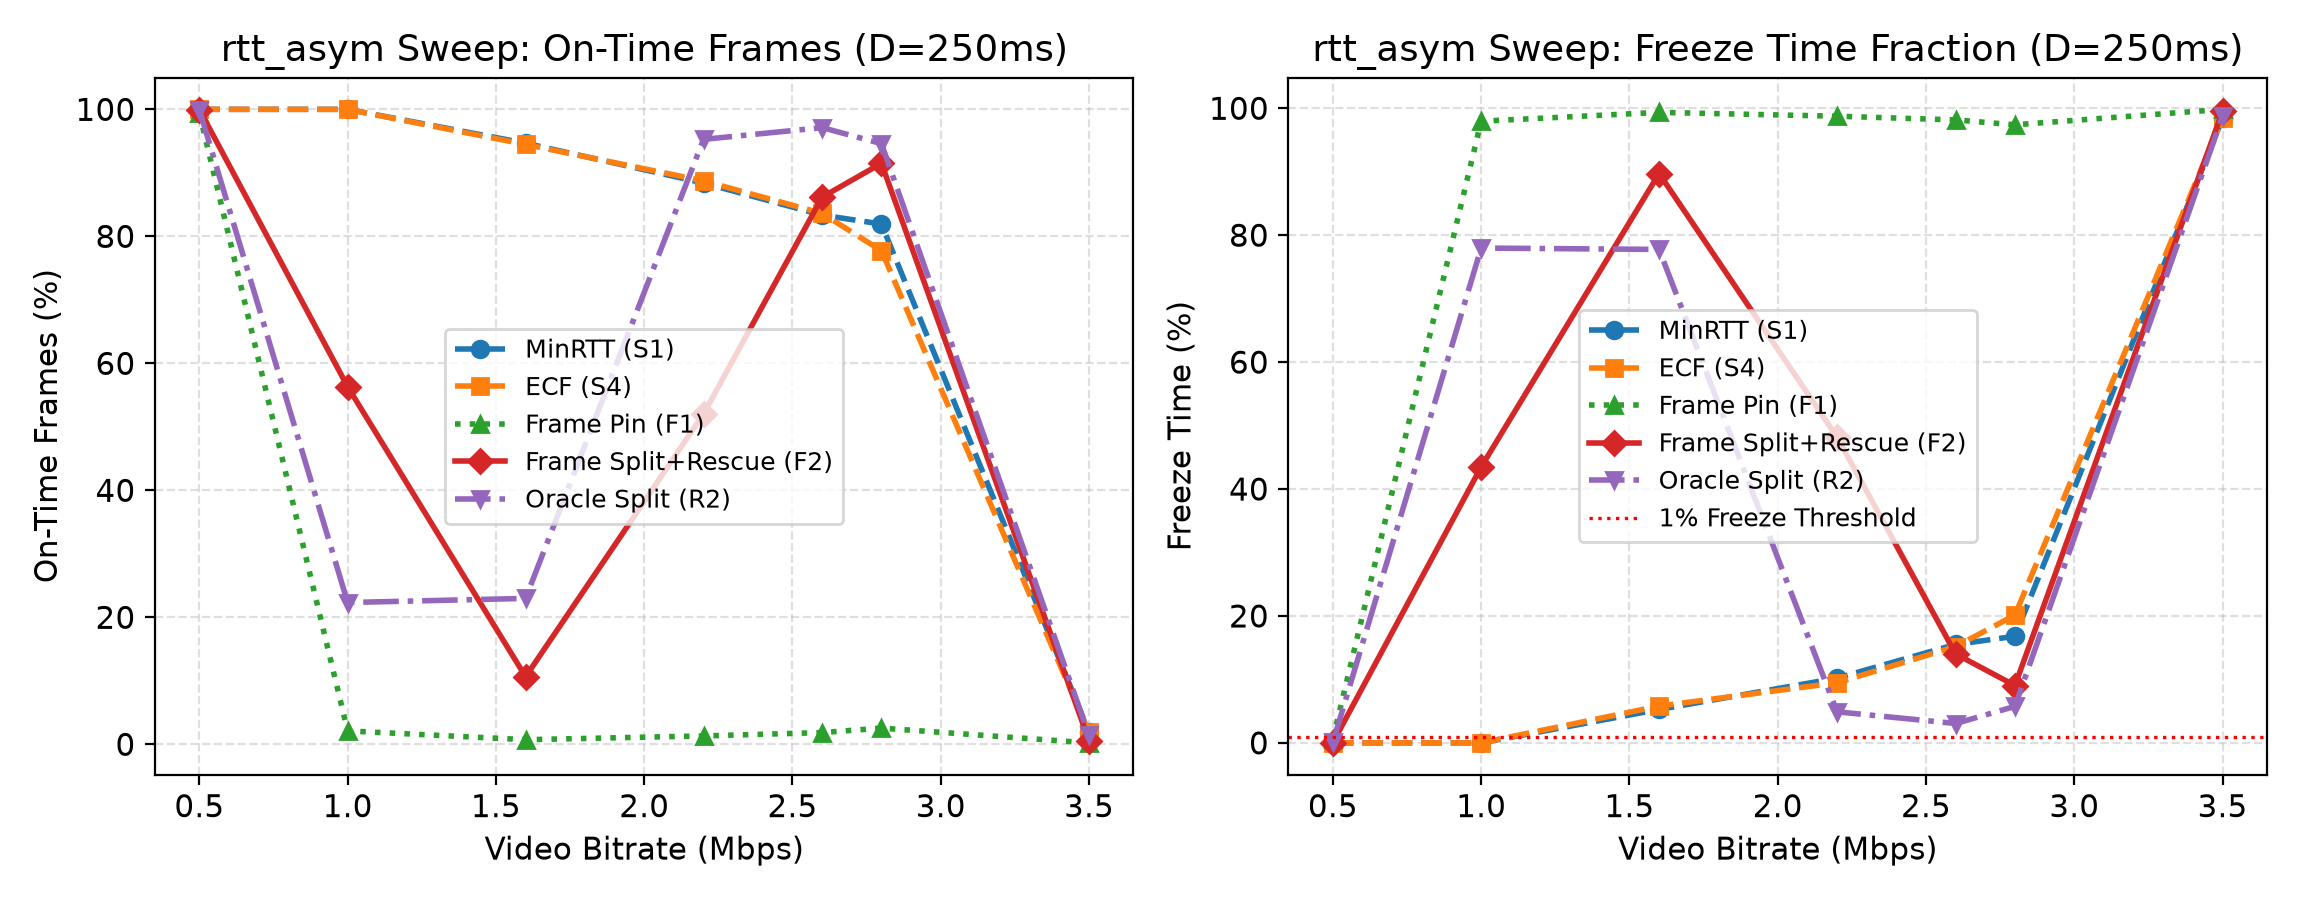 rtt_asym Sweep: On-Time Frames (D=250ms)
On-Time Frames (%)
100
80
60
40
20
0
MinRTT (S1)
ECF (S4)
Frame Pin (F1)
Frame Split+Rescue (F2)
Oracle Split (R2)
0.5 1.0 1.5 2.0 2.5 3.0 3.5
Video Bitrate (Mbps)
rtt_asym Sweep: Freeze Time Fraction (D=250ms)
Freeze Time (%)
100
80
60
40
20
0
MinRTT (S1)
ECF (S4)
Frame Pin (F1)
Frame Split+Rescue (F2)
Oracle Split (R2)
1% Freeze Threshold
0.5 1.0 1.5 2.0 2.5 3.0 3.5
Video Bitrate (Mbps)